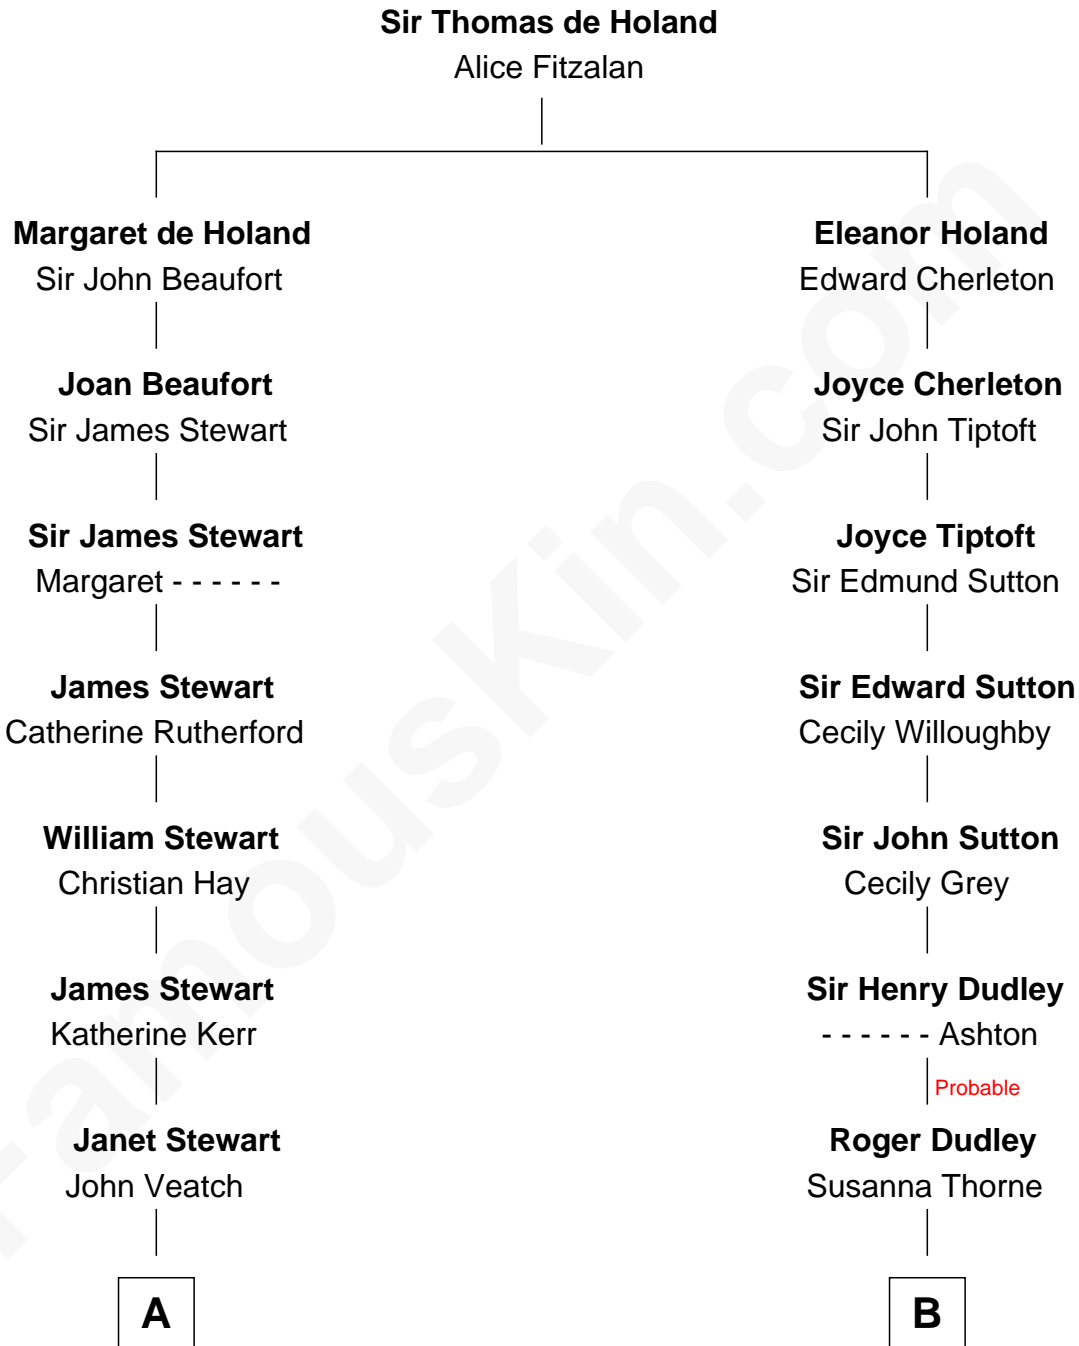 Sir Thomas de Holand
Alice Fitzalan
Margaret de Holand
Sir John Beaufort
Eleanor Holand
Edward Cherleton
Joan Beaufort
Sir James Stewart
Joyce Cherleton
Sir John Tiptoft
Sir James Stewart
Margaret - - - - - -
Joyce Tiptoft
Sir Edmund Sutton
James Stewart
Catherine Rutherford
Sir Edward Sutton
Cecily Willoughby
William Stewart
Christian Hay
Sir John Sutton
Cecily Grey
James Stewart
Katherine Kerr
Sir Henry Dudley
- - - - - - Ashton
Probable
Janet Stewart
John Veatch
Roger Dudley
Susanna Thorne
A
B
FamousKin.com